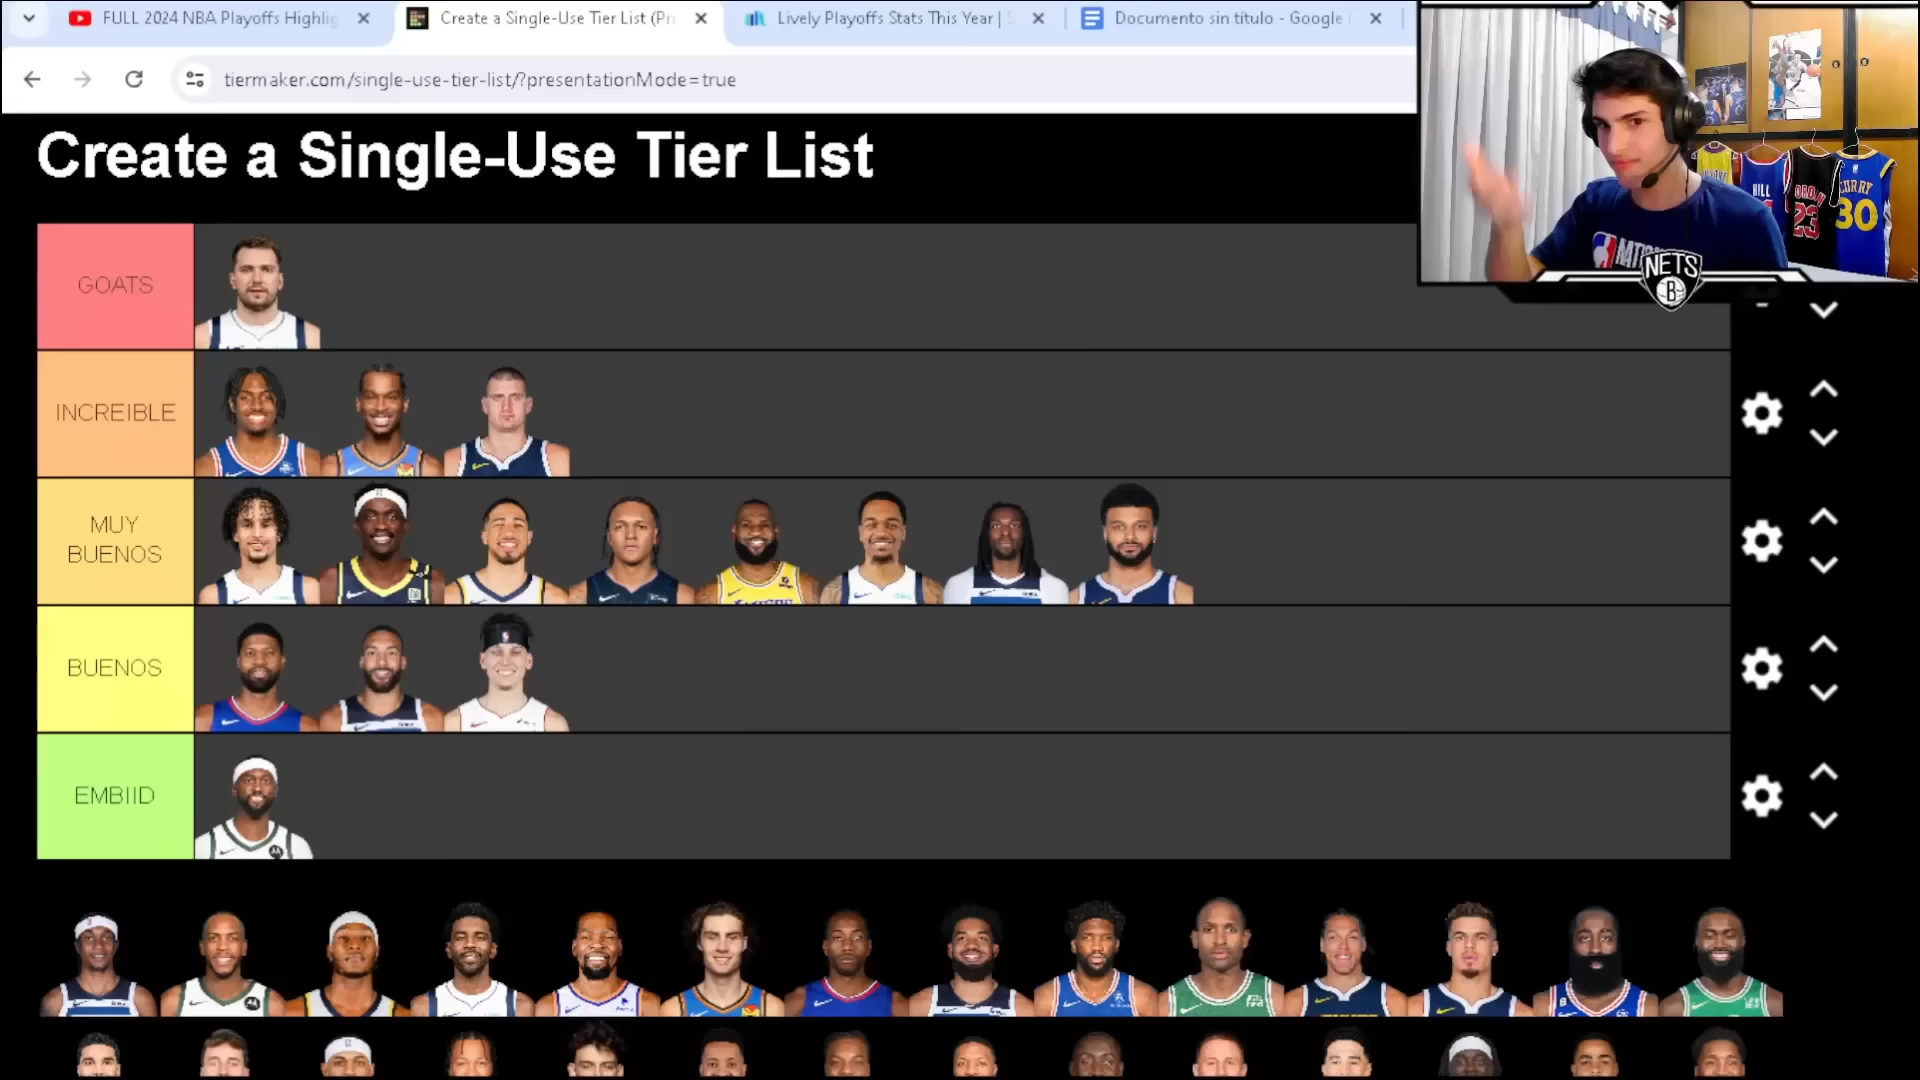 FULL 2024 NBA Playoffs Highlig
Create a Single-Use Tier List (Pr
Lively Playoffs Stats This Year | S
Documento sin título - Google
tiermaker.com/single-use-tier-list/?presentationMode=true
Create a Single-Use Tier List
GOATS
INCREIBLE
MUY
BUENOS
BUENOS
EMBIID
HILL
23
CURRY
30
NETS
B